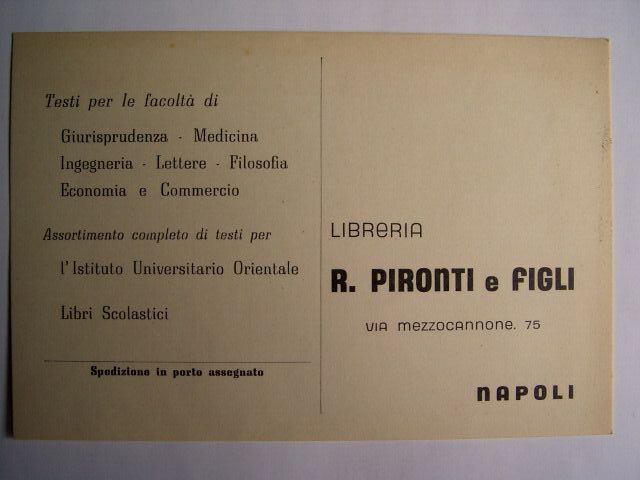 Testi per le facoltà di
Giurisprudenza - Medicina
Ingegneria - Lettere - Filosofia
Economia e Commercio
Assortimento completo di testi per
l'Istituto Universitario Orientale
Libri Scolastici
Spedizione in porto assegnato
LIBRERIA
R. PIRONTI e FIGLI
VIA mezzocannone. 75
NAPOLI